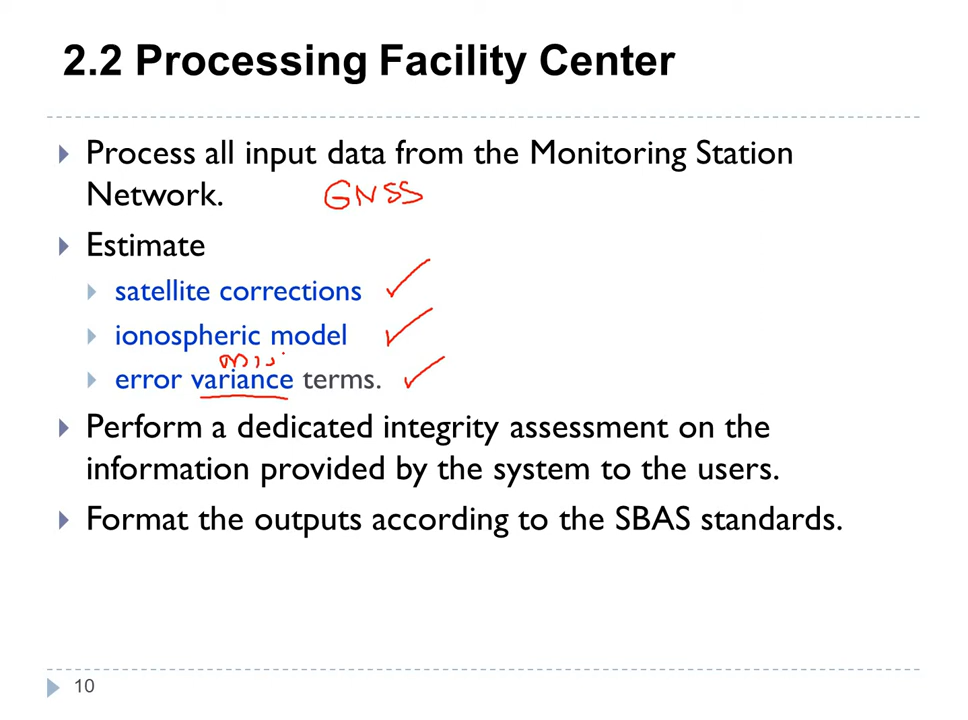 2.2 Processing Facility Center
Process all input data from the Monitoring Station
Network.
GNSS
Estimate
satellite corrections
ionospheric model
error variance terms.
Perform a dedicated integrity assessment on the
information provided by the system to the users.
Format the outputs according to the SBAS standards.
10